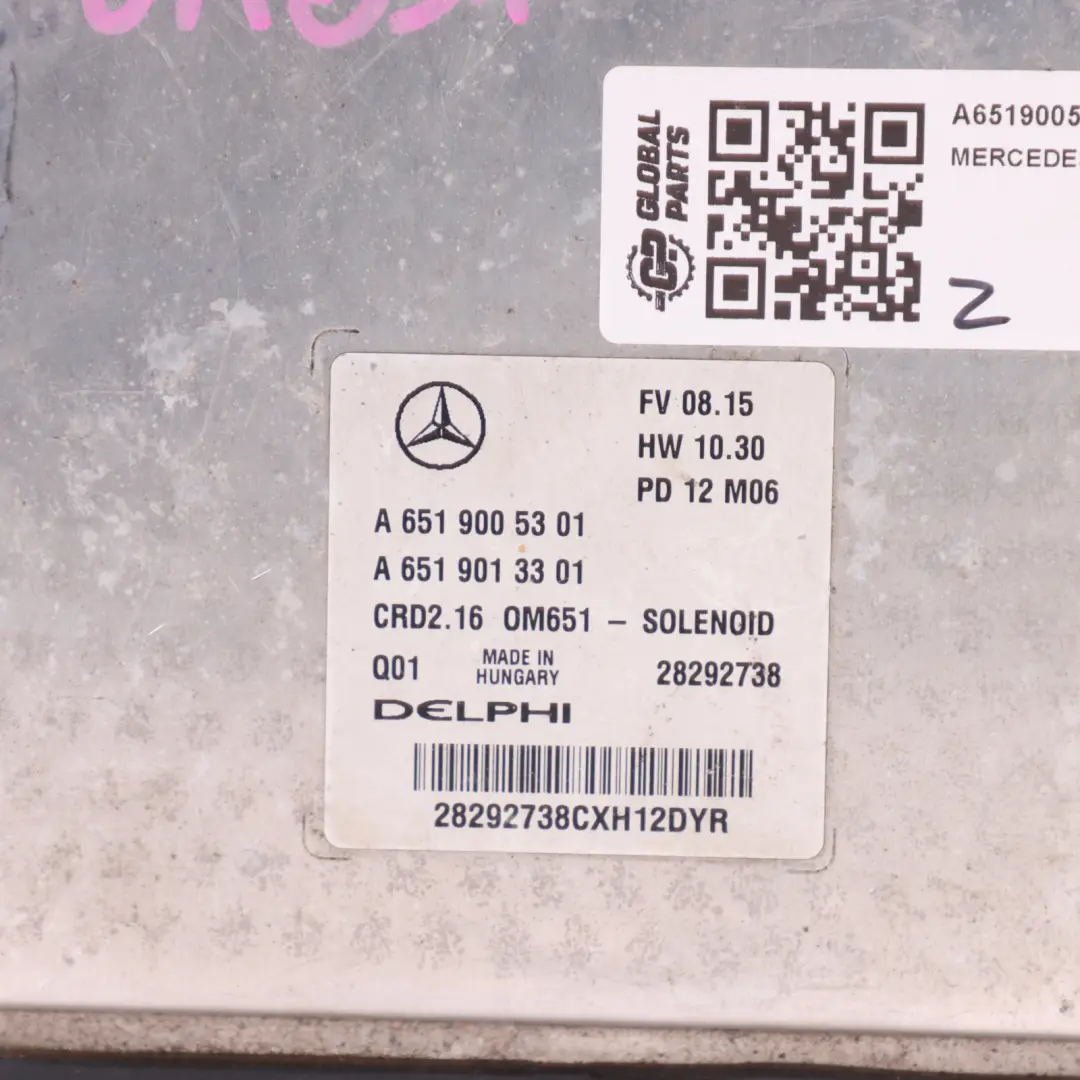 GLOBAL
PARTS
GP
A6519005
MERCEDE
Z
FV 08.15
HW 10.30
PD 12 M06
A 651 900 53 01
A 651 901 33 01
CRD2.16 OM651 – SOLENOID
Q01 MADE IN HUNGARY 28292738
DELPHI
28292738CXH12DYR